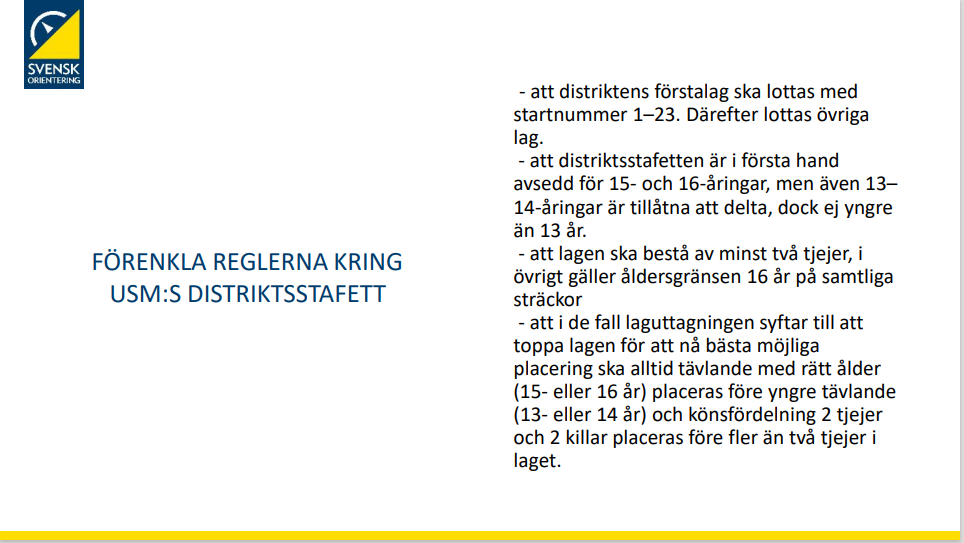 SVENSK
ORIENTERING
FÖRENKLA REGLERNA KRING
USM:S DISTRIKTSSTAFETT
- att distriktens förstalag ska lottas med
startnummer 1–23. Därefter lottas övriga
lag.
- att distriktsstafetten är i första hand
avsedd för 15- och 16-åringar, men även 13–
14-åringar är tillåtna att delta, dock ej yngre
än 13 år.
- att lagen ska bestå av minst två tjejer, i
övrigt gäller åldersgränsen 16 år på samtliga
sträckor
- att i de fall laguttagningen syftar till att
toppa lagen för att nå bästa möjliga
placering ska alltid tävlande med rätt ålder
(15- eller 16 år) placeras före yngre tävlande
(13- eller 14 år) och könsfördelning 2 tjejer
och 2 killar placeras före fler än två tjejer i
laget.